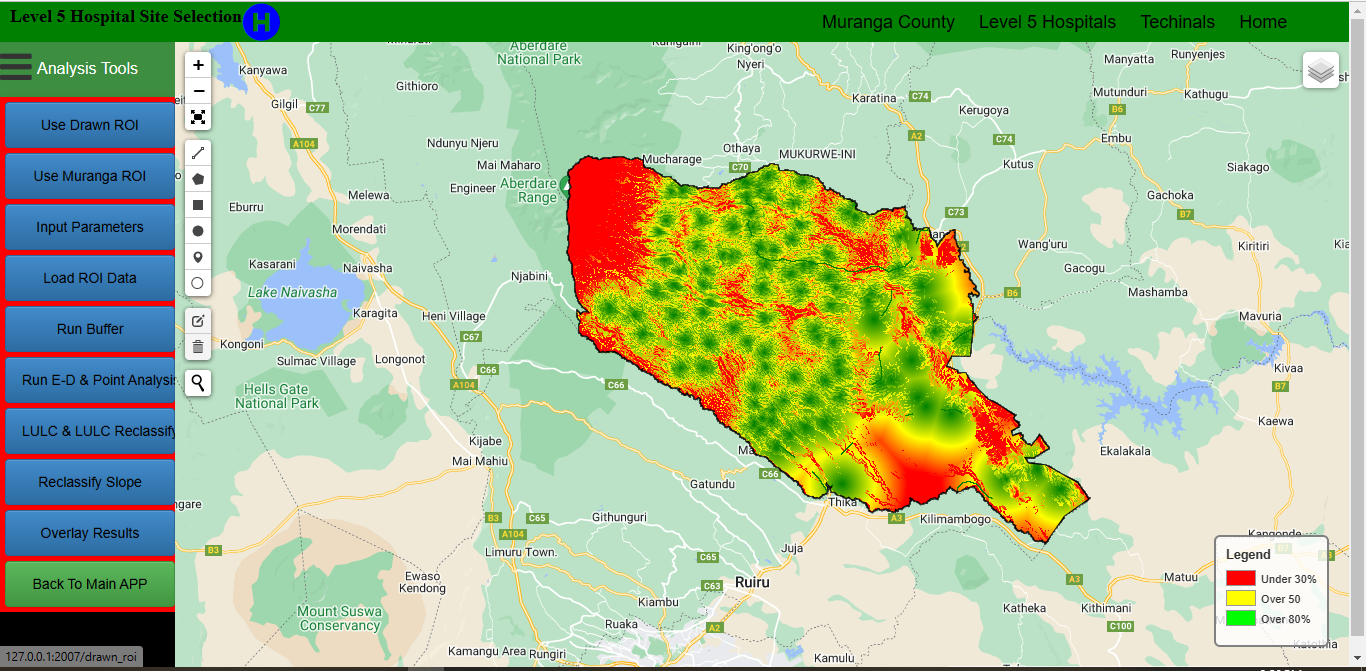 Level 5 Hospital Site Selection
H
Muranga County
Level 5 Hospitals
Techinals
Home
Analysis Tools
Use Drawn ROI
Use Muranga ROI
Input Parameters
Load ROI Data
Run Buffer
Run E-D & Point Analysis
LULC & LULC Reclassify
Reclassify Slope
Overlay Results
Back To Main APP
127.0.0.1:2007/drawn_roi
+
−
Aberdare
National Park
King'ong'o
Nyeri
Manyatta
Runyenjes
Kanyawa
Githioro
Karatina
C74
Mutunduri
Kathugu
B6
Gilgil
C77
Kerugoya
A104
Ndunyu Njeru
A2
C74
Embu
Othaya
MUKURWE-INI
Mai Maharo
Mucharage
C70
Kutus
Siakago
Engineer
Aberdare
Range
Melewa
Gachoka
Eburru
C73
B7
Morendati
Wang'uru
Kiritiri
Kasarani
Naivasha
Njabini
Gacogu
Lake Naivasha
B6
Mashamba
Karagita
Heni Village
Mavuria
C67
Kongoni
Sulmac Village
Longonot
C66
Kivaa
A104
C66
B7
Hells Gate
National Park
Kaewa
Kijabe
Ekalakala
Mai Mahiu
C66
Gatundu
Thika
ngare
B3
C65
Githunguri
A3
Kilimambogo
A104
Kangonde
B3
Limuru Town.
Juja
C65
Ewaso
Kendong
Ruiru
C63
A3
Matuu
Kiambu
Katheka
Kithimani
Mount Suswa
Conservancy
Ruaka
A2
C100
Kamangu Area
Rungiri
Kamulu
Legend
Under 30%
Over 50
Over 80%